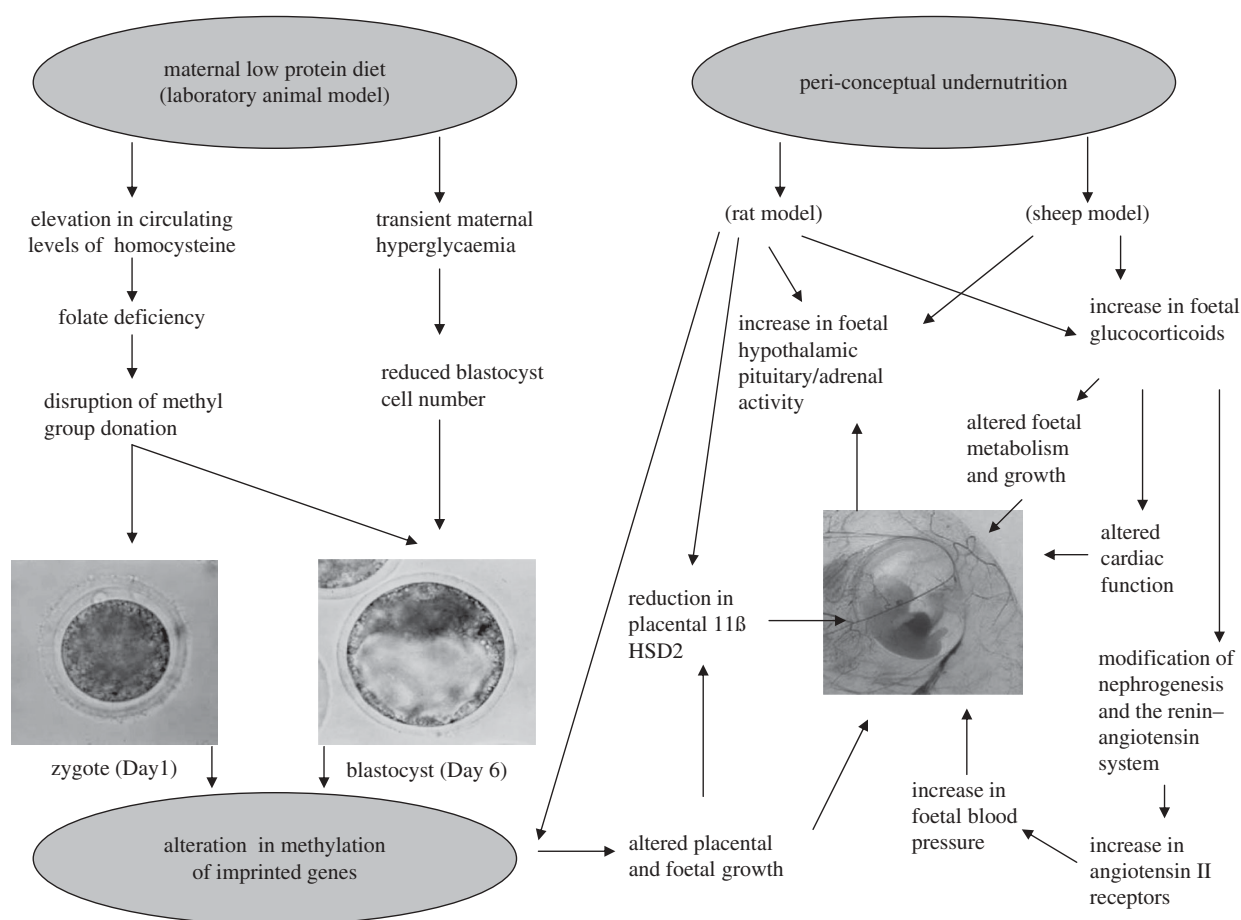 maternal low protein diet
(laboratory animal model)
peri-conceptual undernutrition
elevation in circulating
levels of homocysteine
transient maternal
hyperglycaemia
(rat model)
(sheep model)
folate deficiency
increase in foetal
hypothalamic
pituitary/adrenal
activity
increase in foetal
glucocorticoids
disruption of methyl
group donation
reduced blastocyst
cell number
altered foetal
metabolism
and growth
altered
cardiac
function
reduction in
placental 11ß
HSD2
modification of
nephrogenesis
and the renin–
angiotensin
system
zygote (Day1)
blastocyst (Day 6)
increase in
foetal blood
pressure
alteration in methylation
of imprinted genes
altered placental
and foetal growth
increase in
angiotensin II
receptors